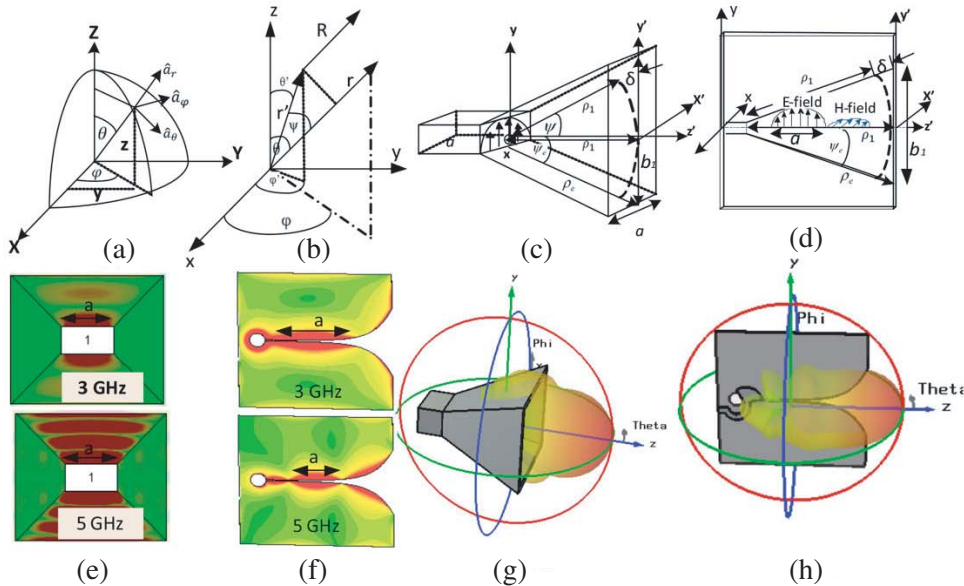 Z
â_r
â_φ
â_θ
θ
z
φ
y
Y
X
(a)
z
R
θ'
r'
r
ψ
θ
y
φ'
φ
x
(b)
y
y'
δ
ρ₁
x'
ψ
z'
a
x
ψ_e
ρ₁
b₁
ρ_e
a
(c)
y
y'
δ
ρ₁
x
E-field
H-field
x'
z'
a
ρ₁
ψ_e
b₁
ρ_e
(d)
a
1
3 GHz
a
1
5 GHz
(e)
a
3 GHz
a
5 GHz
(f)
y
Phi
x
Theta
z
(g)
y
Phi
Theta
z
(h)